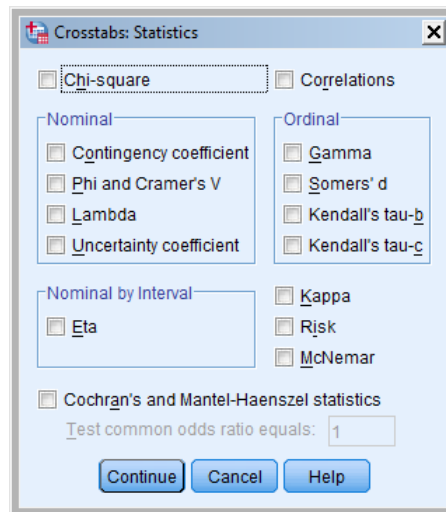 Crosstabs: Statistics
Chi-square
Correlations
Nominal
Contingency coefficient
Phi and Cramer's V
Lambda
Uncertainty coefficient
Ordinal
Gamma
Somers' d
Kendall's tau-b
Kendall's tau-c
Nominal by Interval
Eta
Kappa
Risk
McNemar
Cochran's and Mantel-Haenszel statistics
Test common odds ratio equals: 1
Continue Cancel Help